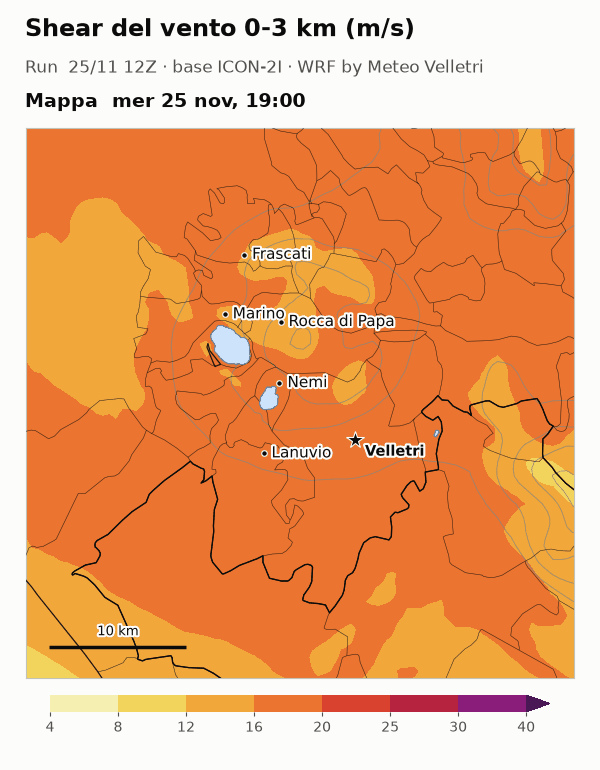 Shear del vento 0-3 km (m/s)
Run  25/11 12Z · base ICON-2I · WRF by Meteo Velletri
Mappa  mer 25 nov, 19:00
Frascati
Marino
Rocca di Papa
Nemi
Velletri
Lanuvio
10 km
4 8 12 16 20 25 30 40